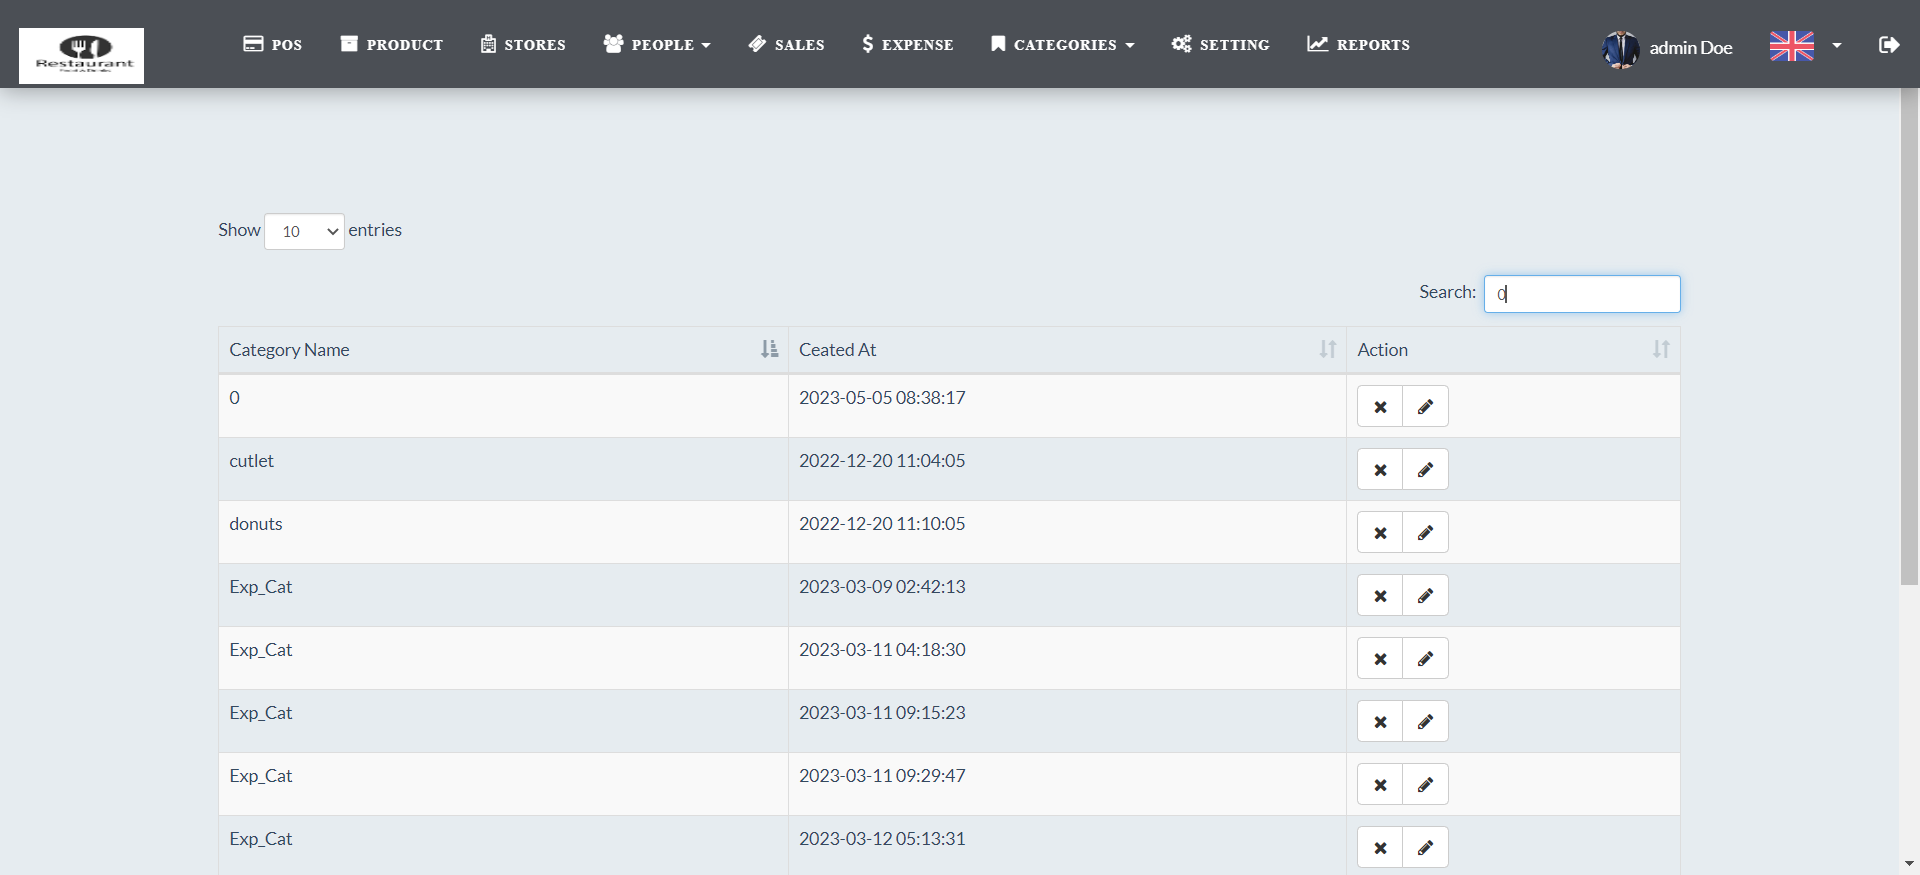 Restaurant
POS PRODUCT STORES PEOPLE SALES EXPENSE CATEGORIES SETTING REPORTS admin Doe
Show 10 entries
Search: 0
Category Name Ceated At Action
0 2023-05-05 08:38:17
cutlet 2022-12-20 11:04:05
donuts 2022-12-20 11:10:05
Exp_Cat 2023-03-09 02:42:13
Exp_Cat 2023-03-11 04:18:30
Exp_Cat 2023-03-11 09:15:23
Exp_Cat 2023-03-11 09:29:47
Exp_Cat 2023-03-12 05:13:31